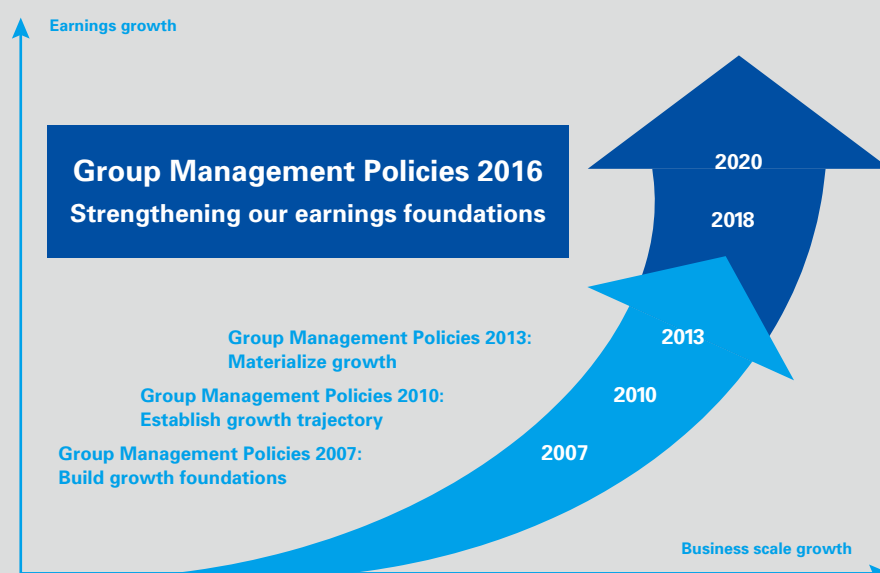 Earnings growth
Group Management Policies 2016
Strengthening our earnings foundations
2020
2018
Group Management Policies 2013:
Materialize growth
2013
Group Management Policies 2010:
Establish growth trajectory
2010
Group Management Policies 2007:
Build growth foundations
2007
Business scale growth